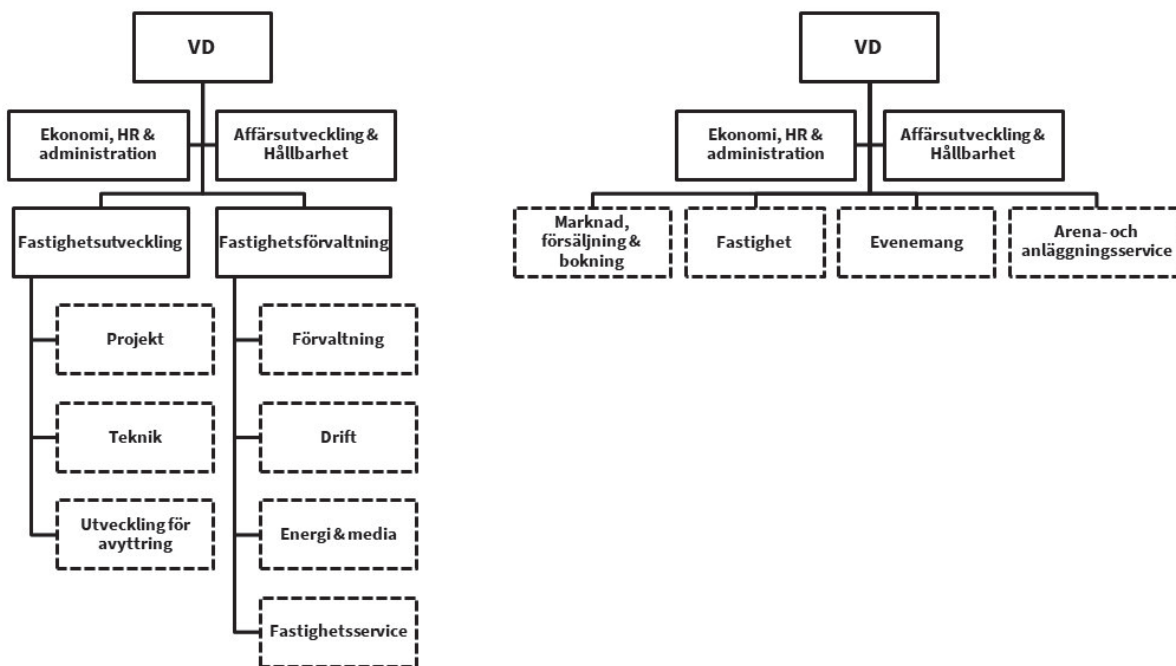 VD
Ekonomi, HR &
administration
Affärsutveckling &
Hållbarhet
Fastighetsutveckling
Fastighetsförvaltning
Projekt
Teknik
Utveckling för
avyttring
Förvaltning
Drift
Energi & media
Fastighetsservice
VD
Ekonomi, HR &
administration
Affärsutveckling &
Hållbarhet
Marknad,
försäljning &
bokning
Fastighet
Evenemang
Arena- och
anläggningsservice